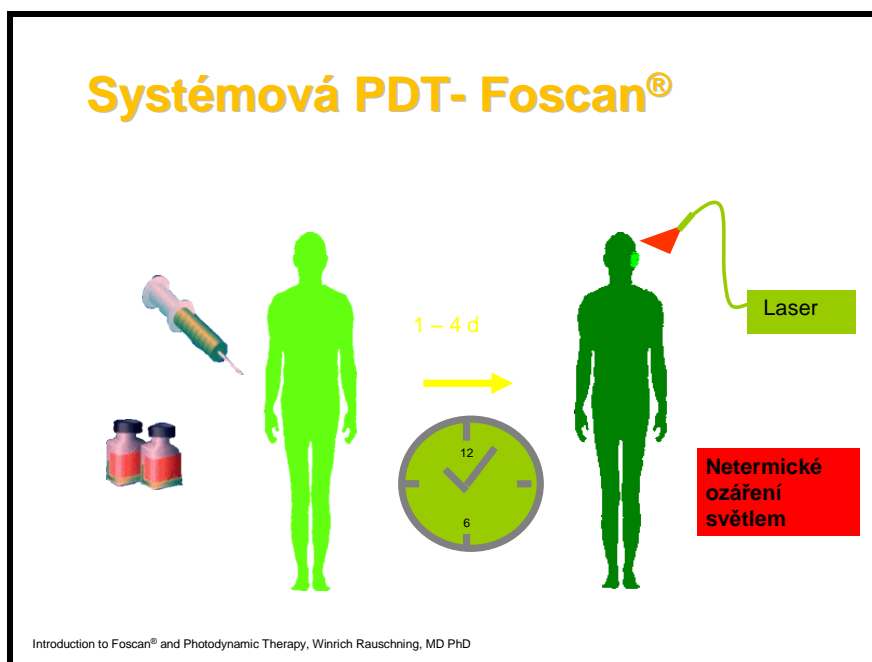 Systémová PDT- Foscan®
1 – 4 d
Laser
12
6
Netermické
ozáření
světlem
Introduction to Foscan® and Photodynamic Therapy, Winrich Rauschning, MD PhD